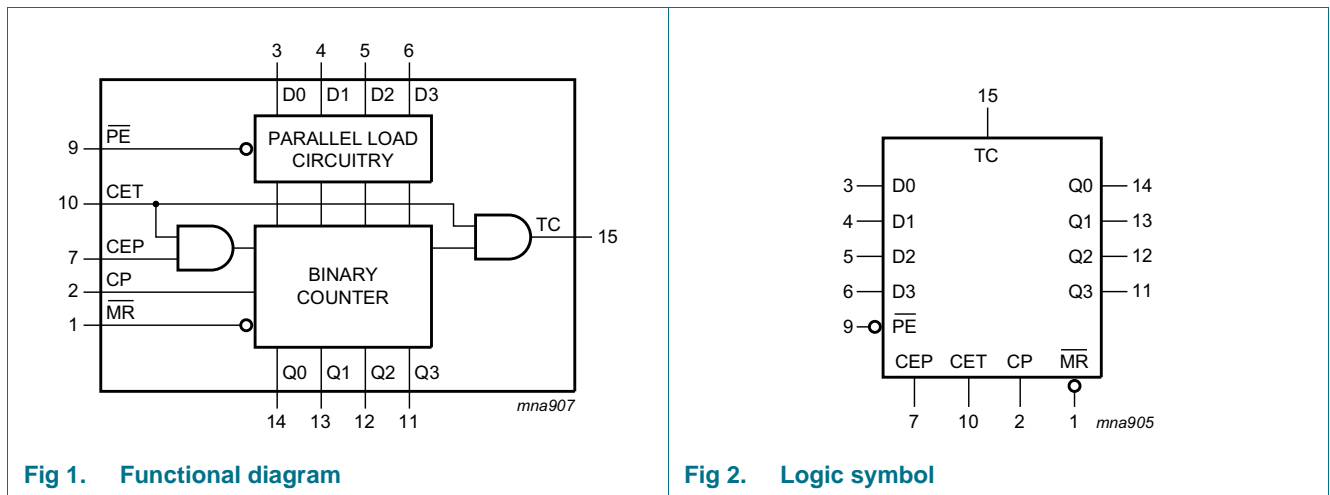 3 4 5 6
D0 D1 D2 D3
PARALLEL LOAD
CIRCUITRY
9 PE
10 CET
TC 15
7 CEP
BINARY
COUNTER
2 CP
1 MR
Q0 Q1 Q2 Q3
14 13 12 11
mna907
Fig 1. Functional diagram
15
TC
3 D0 Q0 14
4 D1 Q1 13
5 D2 Q2 12
6 D3 Q3 11
9 PE
CEP CET CP MR
7 10 2 1
mna905
Fig 2. Logic symbol